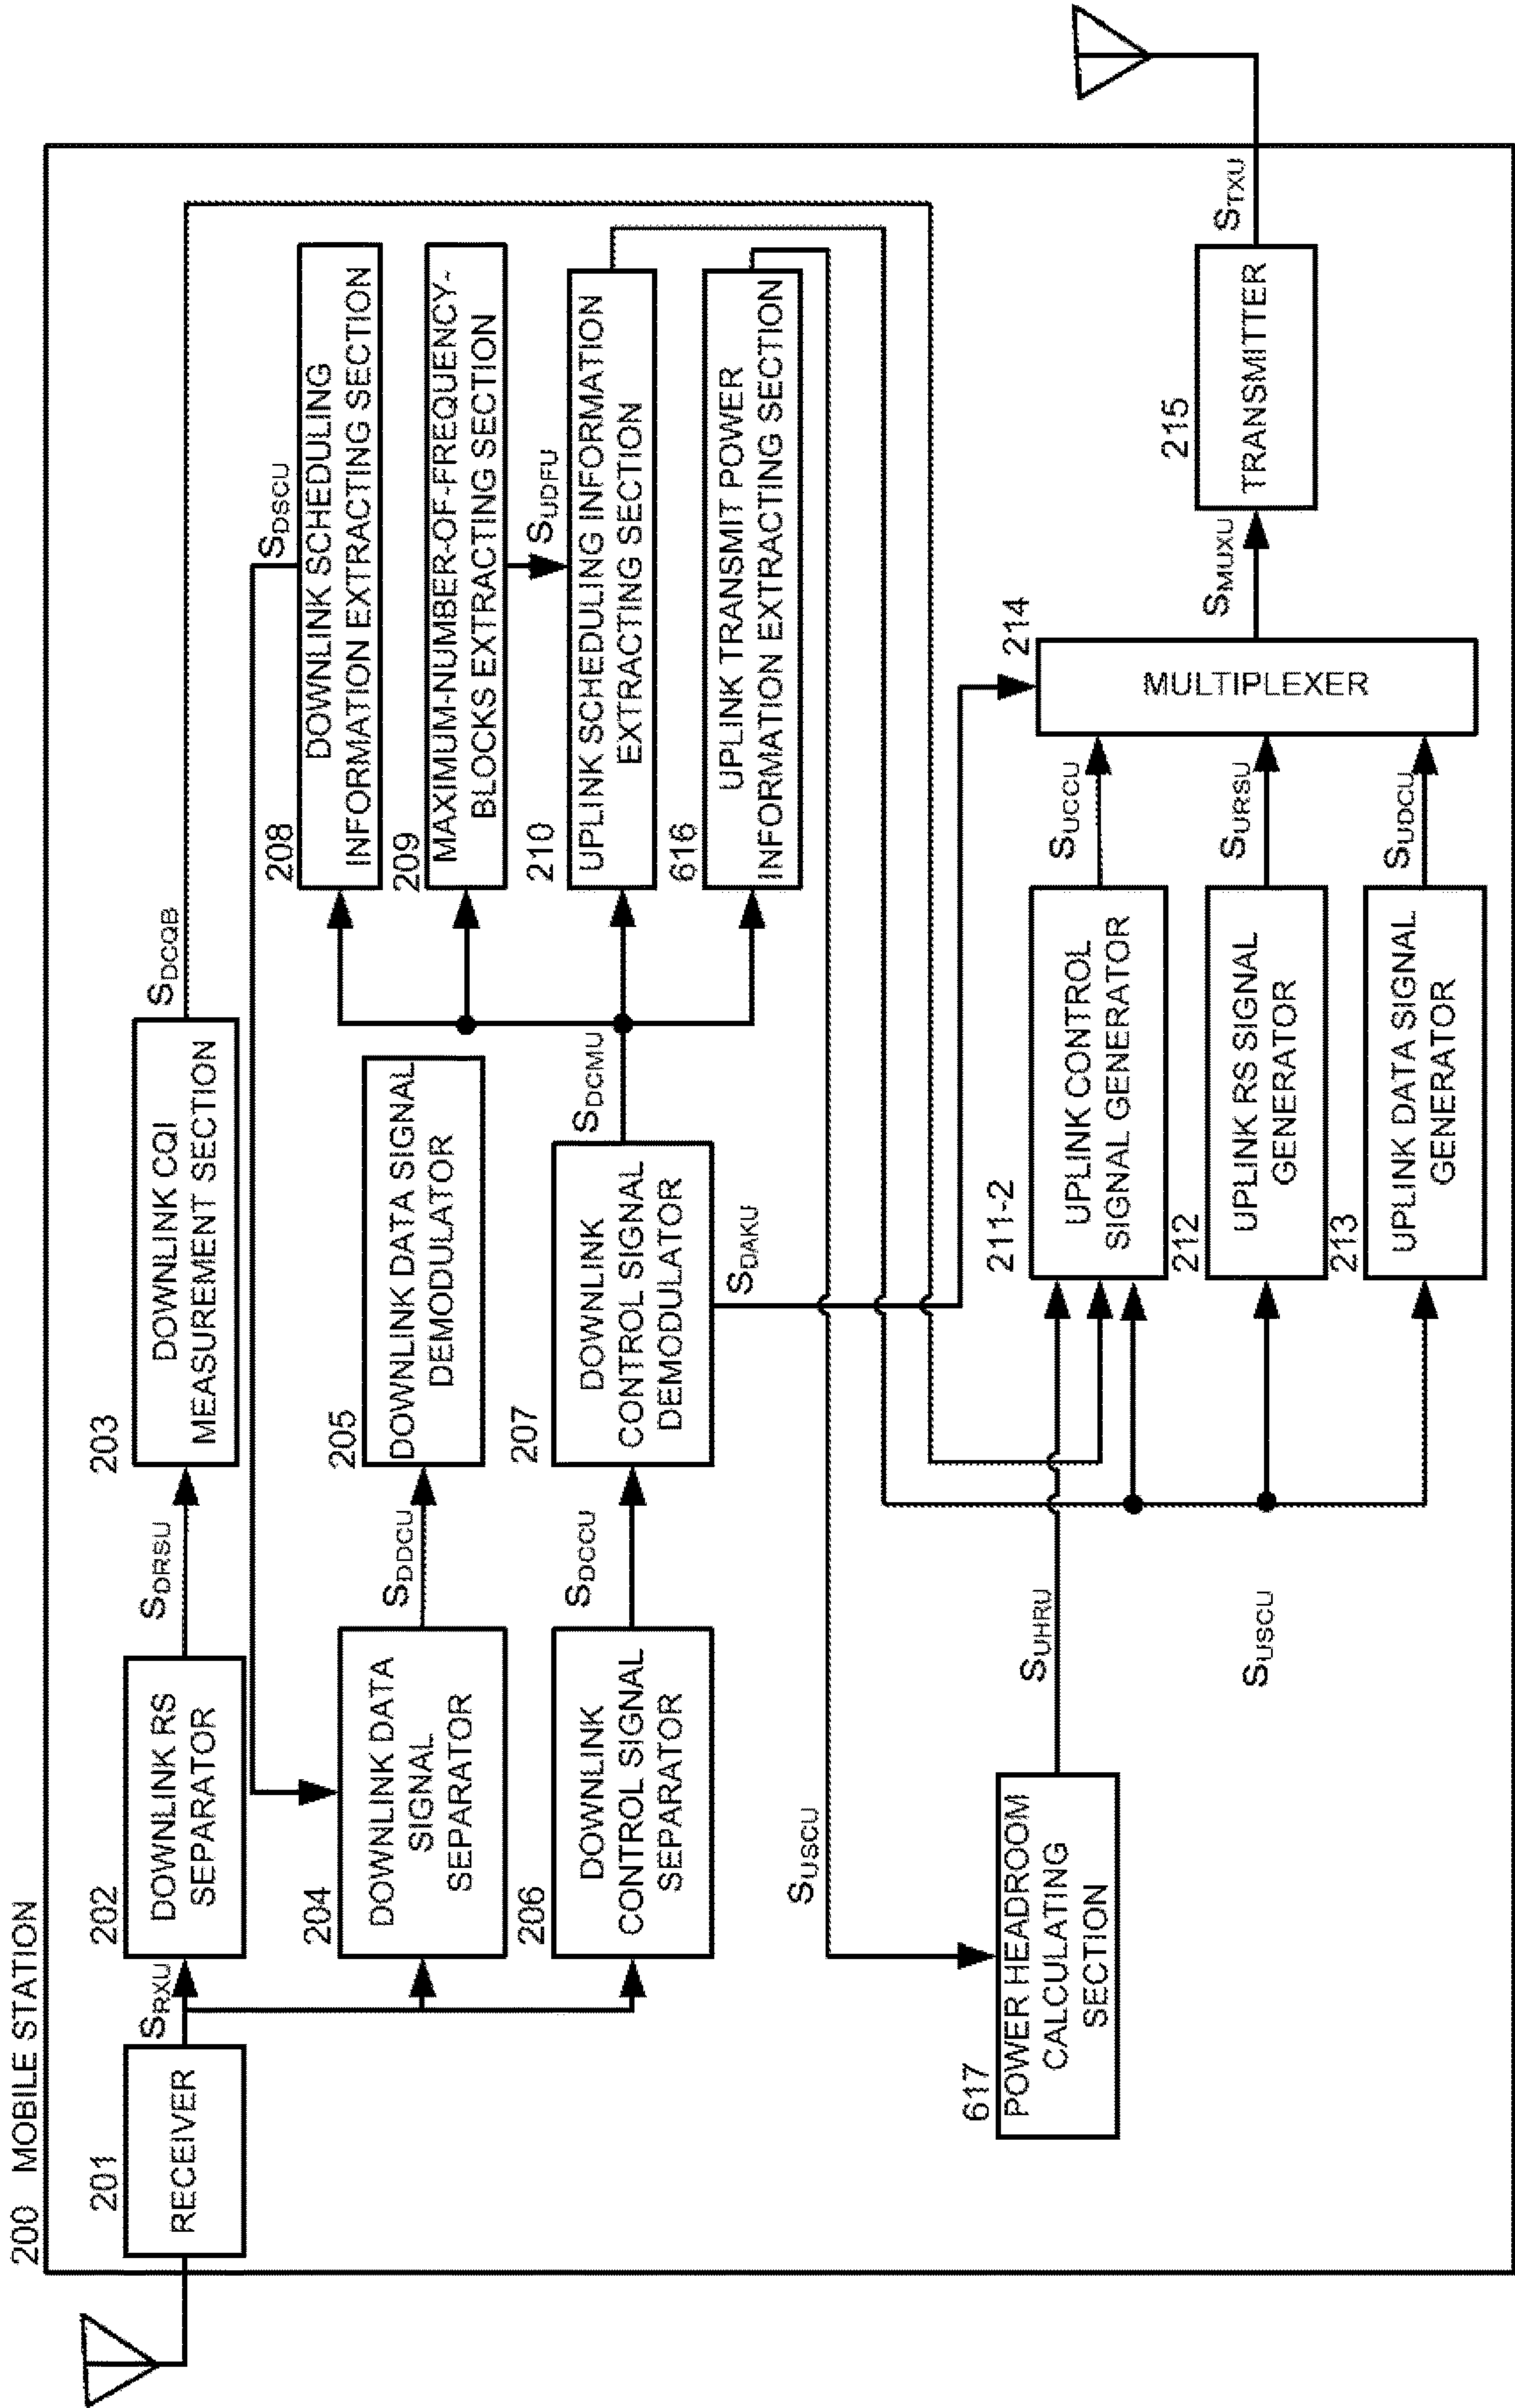 200 MOBILE STATION
201
RECEIVER
SRXU
202
DOWNLINK RS
SEPARATOR
SDRSU
203
DOWNLINK CQI
MEASUREMENT SECTION
SDCQB
204
DOWNLINK DATA
SIGNAL
SEPARATOR
SDDCU
205
DOWNLINK DATA SIGNAL
DEMODULATOR
206
DOWNLINK
CONTROL SIGNAL
SEPARATOR
SDCCU
207
DOWNLINK
CONTROL SIGNAL
DEMODULATOR
SDCMU
SDAKU
SDSCU
208
DOWNLINK SCHEDULING
INFORMATION EXTRACTING SECTION
209
MAXIMUM-NUMBER-OF-FREQUENCY-
BLOCKS EXTRACTING SECTION
SUDFU
210
UPLINK SCHEDULING INFORMATION
EXTRACTING SECTION
616
UPLINK TRANSMIT POWER
INFORMATION EXTRACTING SECTION
SUSCU
617
POWER HEADROOM
CALCULATING
SECTION
SUHRU
SUSCU
211-2
UPLINK CONTROL
SIGNAL GENERATOR
SUCCU
212
UPLINK RS SIGNAL
GENERATOR
SURSU
213
UPLINK DATA SIGNAL
GENERATOR
SUDCU
214
MULTIPLEXER
SMUXU
215
TRANSMITTER
STXU